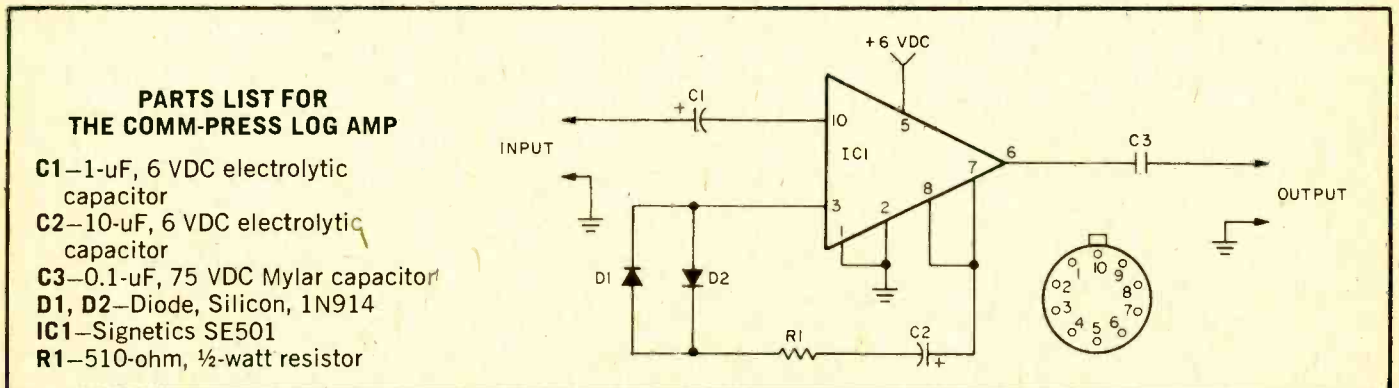 PARTS LIST FOR
THE COMM-PRESS LOG AMP
C1—1-uF, 6 VDC electrolytic
capacitor
C2—10-uF, 6 VDC electrolytic
capacitor
C3—0.1-uF, 75 VDC Mylar capacitor
D1, D2—Diode, Silicon, 1N914
IC1—Signetics SE501
R1—510-ohm, ½-watt resistor
+6 VDC
C1
+
10
5
INPUT
IC1
6
C3
7
8
OUTPUT
3
2
1
D1
D2
R1
C2
+
1
10
9
2
8
3
7
4
5
6